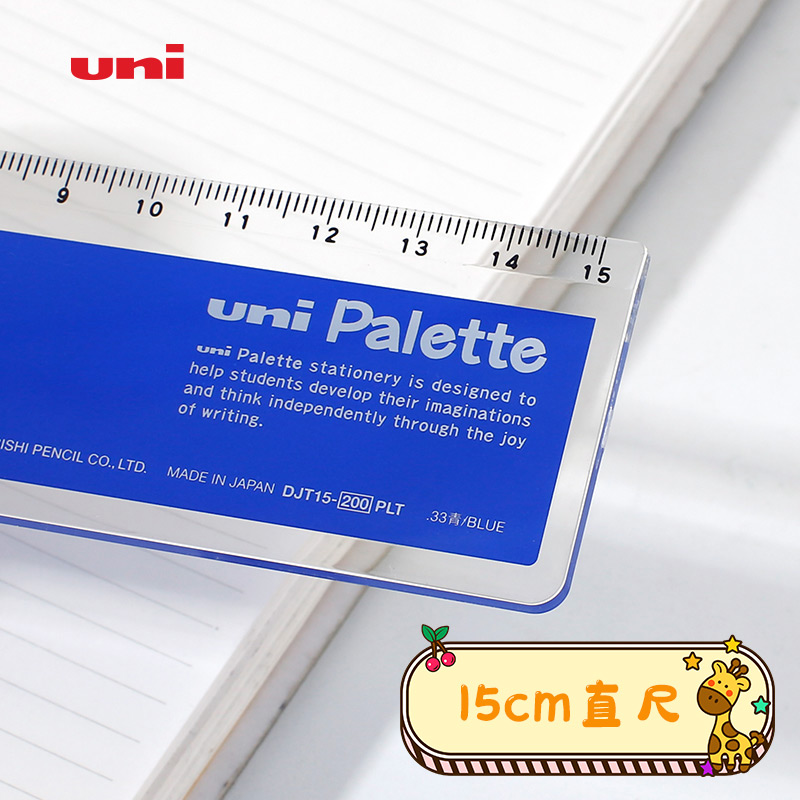 uni
9 10 11 12 13 14 15
uni Palette
uni Palette stationery is designed to
help students develop their imaginations
and think independently through the joy
of writing.
ISHI PENCIL CO., LTD. MADE IN JAPAN DJT15-200 PLT .33青/BLUE
15cm直尺